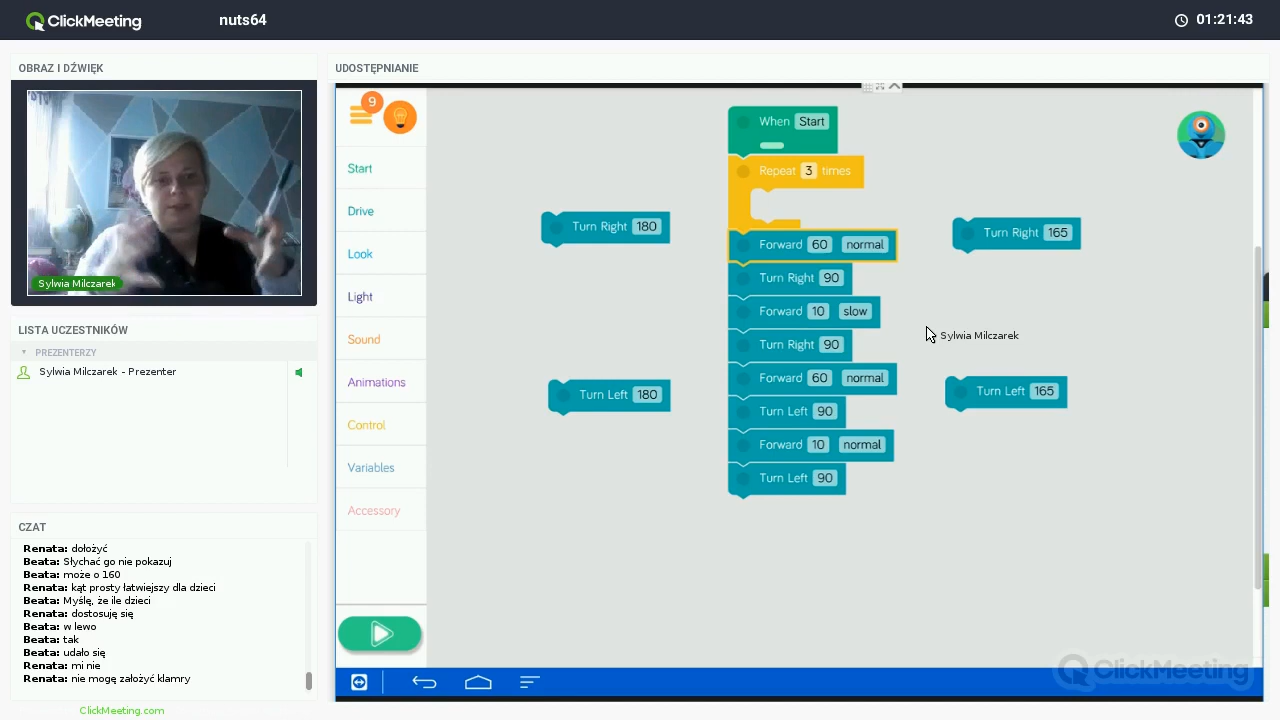 ClickMeeting
nuts64
01:21:43
OBRAZ I DŹWIĘK
Sylwia Milczarek
LISTA UCZESTNIKÓW
PREZENTERZY
Sylwia Milczarek - Prezenter
CZAT
Renata: dołożyć
Beata: Słychać go nie pokazuj
Beata: może o 160
Renata: kąt prosty łatwiejszy dla dzieci
Beata: Myślę, że ile dzieci
Renata: dostosuję się
Beata: w lewo
Beata: tak
Beata: udało się
Renata: mi nie
Renata: nie mogę założyć klamry
ClickMeeting.com
UDOSTĘPNIANIE
9
Start
Drive
Look
Light
Sound
Animations
Control
Variables
Accessory
When Start
Repeat 3 times
Forward 60 normal
Turn Right 90
Forward 10 slow
Turn Right 90
Forward 60 normal
Turn Left 90
Forward 10 normal
Turn Left 90
Turn Right 180
Turn Left 180
Turn Right 165
Sylwia Milczarek
Turn Left 165
ClickMeeting